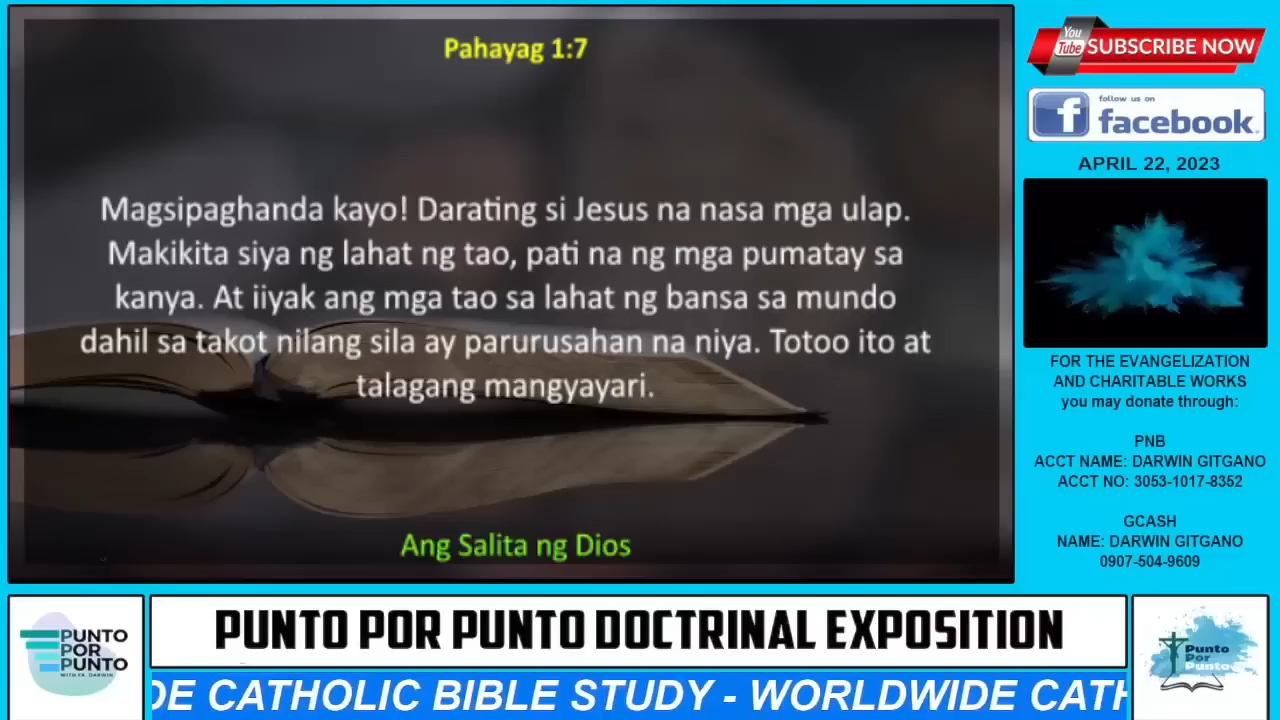 Pahayag 1:7
Magsipaghanda kayo! Darating si Jesus na nasa mga ulap.
Makikita siya ng lahat ng tao, pati na ng mga pumatay sa
kanya. At iiyak ang mga tao sa lahat ng bansa sa mundo
dahil sa takot nilang sila ay parurusahan na niya. Totoo ito at
talagang mangyayari.
Ang Salita ng Dios
You
Tube SUBSCRIBE NOW
follow us on
facebook.
APRIL 22, 2023
FOR THE EVANGELIZATION
AND CHARITABLE WORKS
you may donate through:
PNB
ACCT NAME: DARWIN GITGANO
ACCT NO: 3053-1017-8352
GCASH
NAME: DARWIN GITGANO
0907-504-9609
PUNTO
POR
PUNTO
WITH FR. DARWIN
PUNTO POR PUNTO DOCTRINAL EXPOSITION
DE CATHOLIC BIBLE STUDY - WORLDWIDE CATH
Punto
Por
Punto